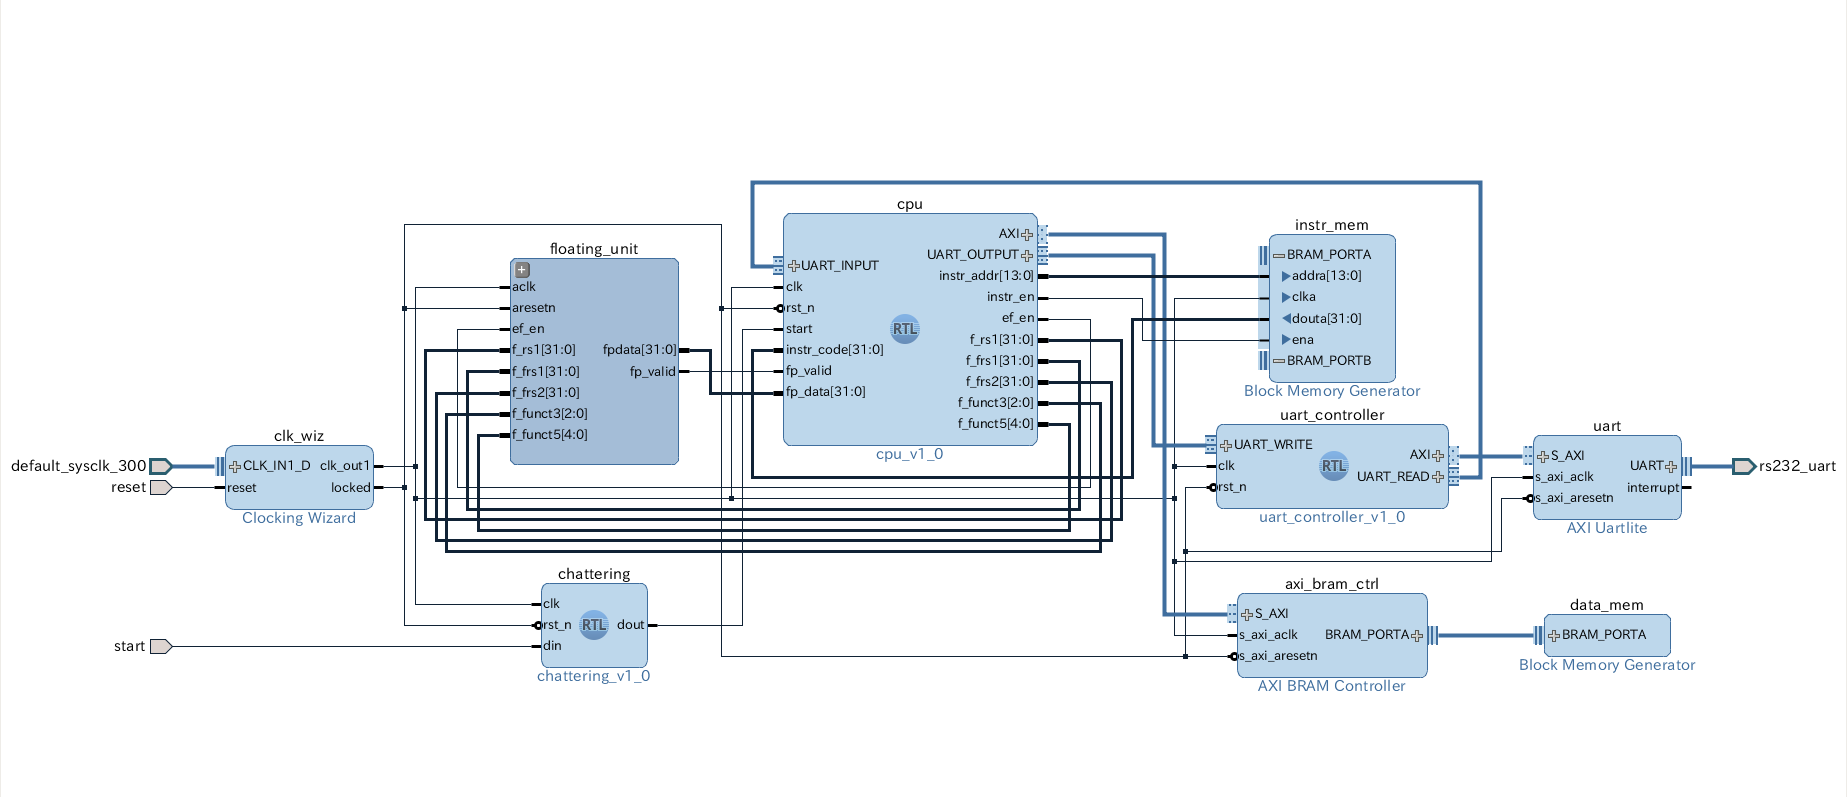 default_sysclk_300
reset
start
clk_wiz
CLK_IN1_D
clk_out1
reset
locked
Clocking Wizard
floating_unit
aclk
aresetn
ef_en
f_rs1[31:0]
fpdata[31:0]
f_frs1[31:0]
fp_valid
f_frs2[31:0]
f_funct3[2:0]
f_funct5[4:0]
chattering
clk
rst_n
RTL
dout
din
chattering_v1_0
cpu
AXI
UART_OUTPUT
UART_INPUT
instr_addr[13:0]
clk
instr_en
rst_n
ef_en
start
RTL
f_rs1[31:0]
instr_code[31:0]
f_frs1[31:0]
fp_valid
f_frs2[31:0]
fp_data[31:0]
f_funct3[2:0]
f_funct5[4:0]
cpu_v1_0
instr_mem
BRAM_PORTA
addra[13:0]
clka
douta[31:0]
ena
BRAM_PORTB
Block Memory Generator
uart_controller
UART_WRITE
AXI
clk
RTL
UART_READ
rst_n
uart_controller_v1_0
uart
S_AXI
UART
s_axi_aclk
interrupt
s_axi_aresetn
AXI Uartlite
rs232_uart
axi_bram_ctrl
S_AXI
s_axi_aclk
BRAM_PORTA
s_axi_aresetn
AXI BRAM Controller
data_mem
BRAM_PORTA
Block Memory Generator